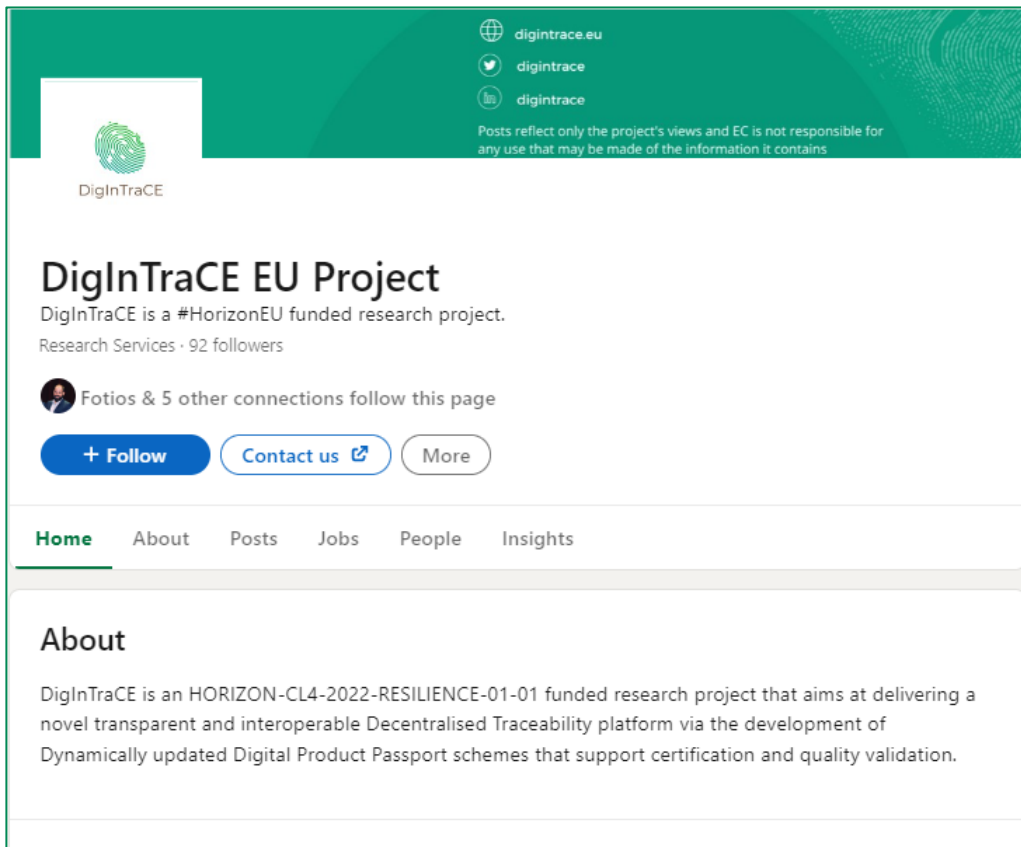 digintrace.eu
digintrace
in digintrace
Posts reflect only the project's views and EC is not responsible for
any use that may be made of the information it contains
DigInTraCE
DigInTraCE EU Project
DigInTraCE is a #HorizonEU funded research project.
Research Services · 92 followers
Fotios & 5 other connections follow this page
+ Follow Contact us More
Home About Posts Jobs People Insights
About
DigInTraCE is an HORIZON-CL4-2022-RESILIENCE-01-01 funded research project that aims at delivering a
novel transparent and interoperable Decentralised Traceability platform via the development of
Dynamically updated Digital Product Passport schemes that support certification and quality validation.